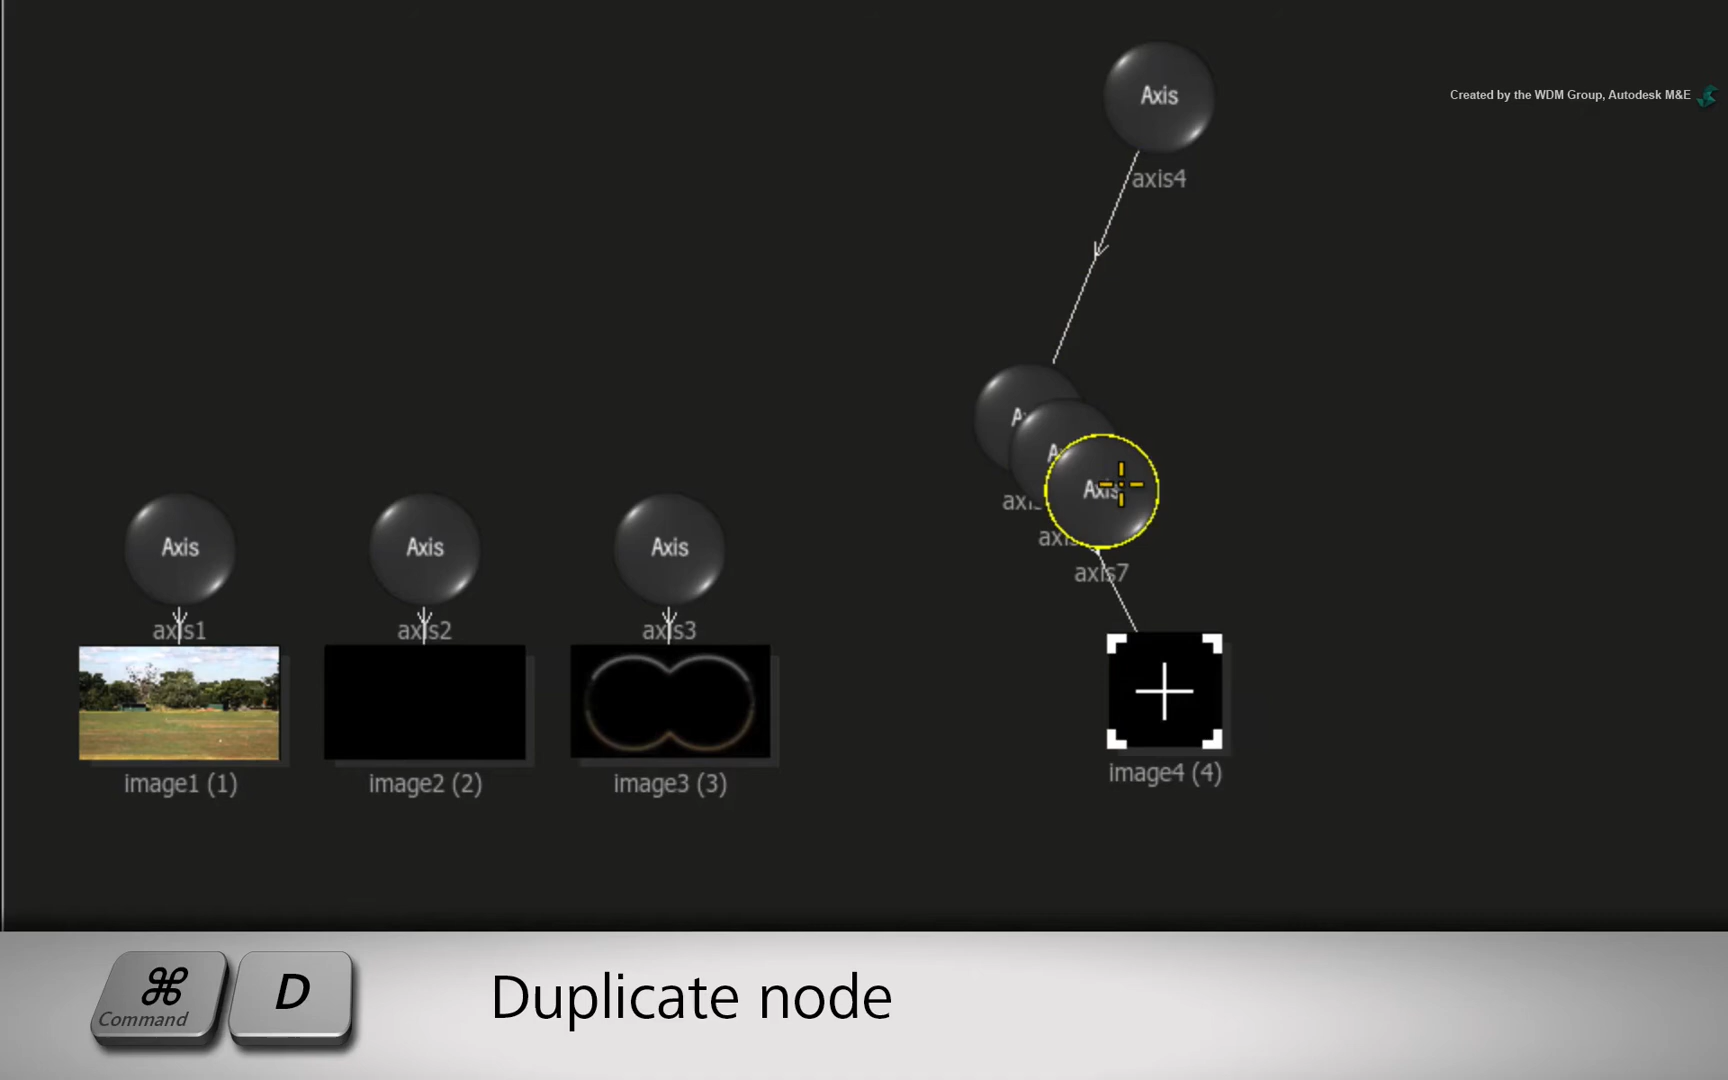 Axis
axis4
Created by the WDM Group, Autodesk M&E
Axis
axis7
Axis
axis1
Axis
axis2
Axis
axis3
image1 (1)
image2 (2)
image3 (3)
image4 (4)
⌘
Command
D
Duplicate node